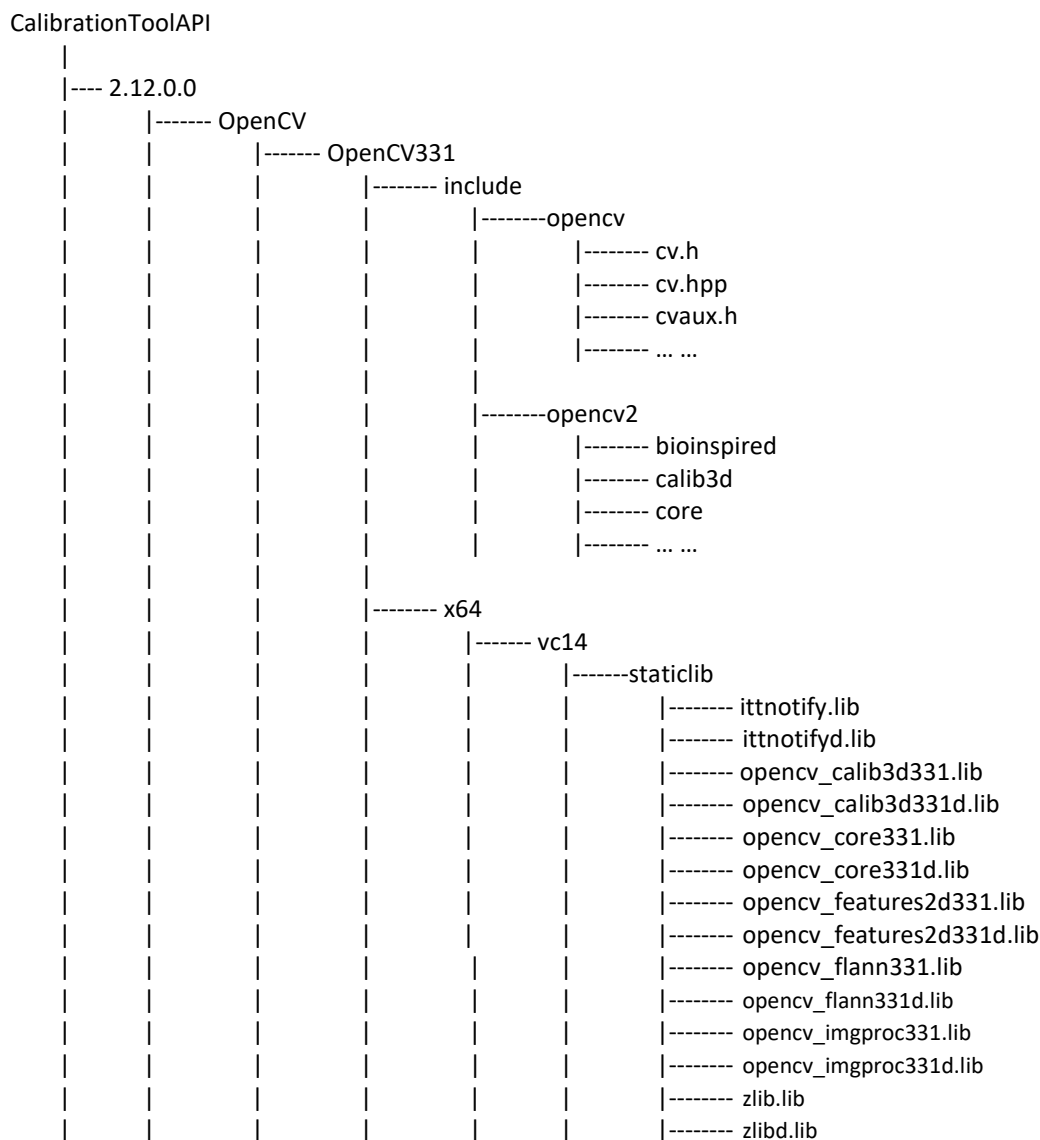 CalibrationToolAPI
|
|---- 2.12.0.0
| |------- OpenCV
| | |------- OpenCV331
| | | |-------- include
| | | | |--------opencv
| | | | | |-------- cv.h
| | | | | |-------- cv.hpp
| | | | | |-------- cvaux.h
| | | | | |-------- ... ...
| | | | |
| | | | |--------opencv2
| | | | | |-------- bioinspired
| | | | | |-------- calib3d
| | | | | |-------- core
| | | | | |-------- ... ...
| | | |
| | | |-------- x64
| | | | |------- vc14
| | | | | |-------staticlib
| | | | | | |-------- ittnotify.lib
| | | | | | |-------- ittnotifyd.lib
| | | | | | |-------- opencv_calib3d331.lib
| | | | | | |-------- opencv_calib3d331d.lib
| | | | | | |-------- opencv_core331.lib
| | | | | | |-------- opencv_core331d.lib
| | | | | | |-------- opencv_features2d331.lib
| | | | | | |-------- opencv_features2d331d.lib
| | | | | | |-------- opencv_flann331.lib
| | | | | | |-------- opencv_flann331d.lib
| | | | | | |-------- opencv_imgproc331.lib
| | | | | | |-------- opencv_imgproc331d.lib
| | | | | | |-------- zlib.lib
| | | | | | |-------- zlibd.lib